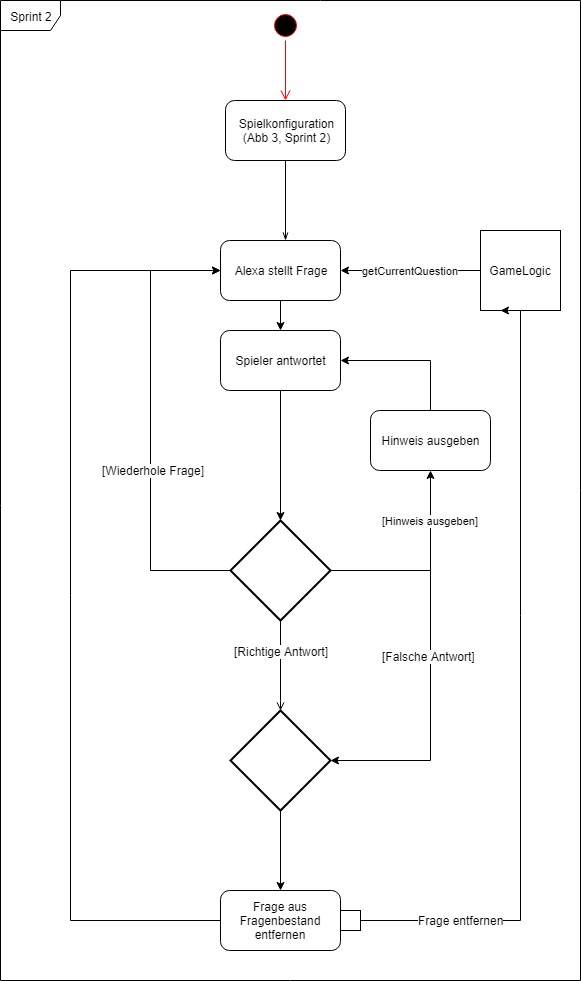 Sprint 2
Spielkonfiguration
(Abb 3, Sprint 2)
Alexa stellt Frage
getCurrentQuestion
GameLogic
Spieler antwortet
Hinweis ausgeben
[Wiederhole Frage]
[Hinweis ausgeben]
[Richtige Antwort]
[Falsche Antwort]
Frage aus
Fragenbestand
entfernen
Frage entfernen